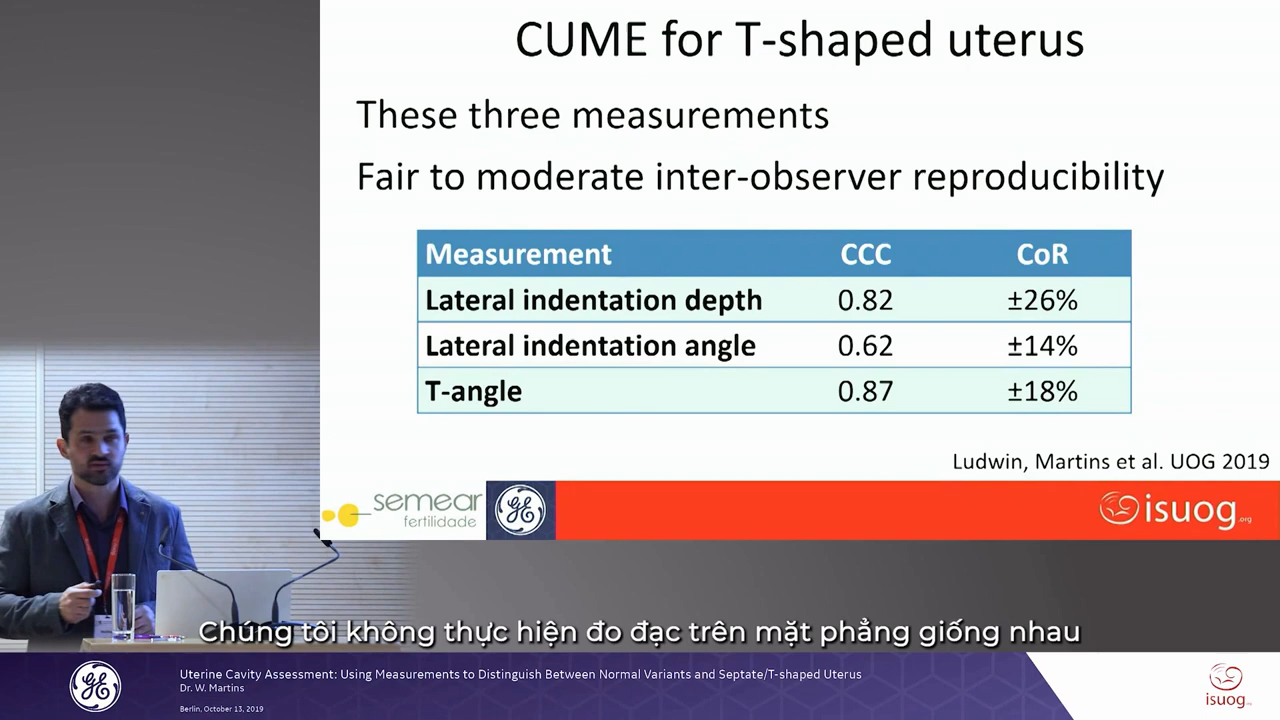 CUME for T-shaped uterus
These three measurements
Fair to moderate inter-observer reproducibility
Measurement CCC CoR
Lateral indentation depth 0.82 ±26%
Lateral indentation angle 0.62 ±14%
T-angle 0.87 ±18%
Ludwin, Martins et al. UOG 2019
semear
fertilidade
GE
isuog.org
Chúng tôi không thực hiện đo đạc trên mặt phẳng giống nhau
GE
Uterine Cavity Assessment: Using Measurements to Distinguish Between Normal Variants and Septate/T-shaped Uterus
Dr. W. Martins
Berlin, October 13, 2019
isuog.org